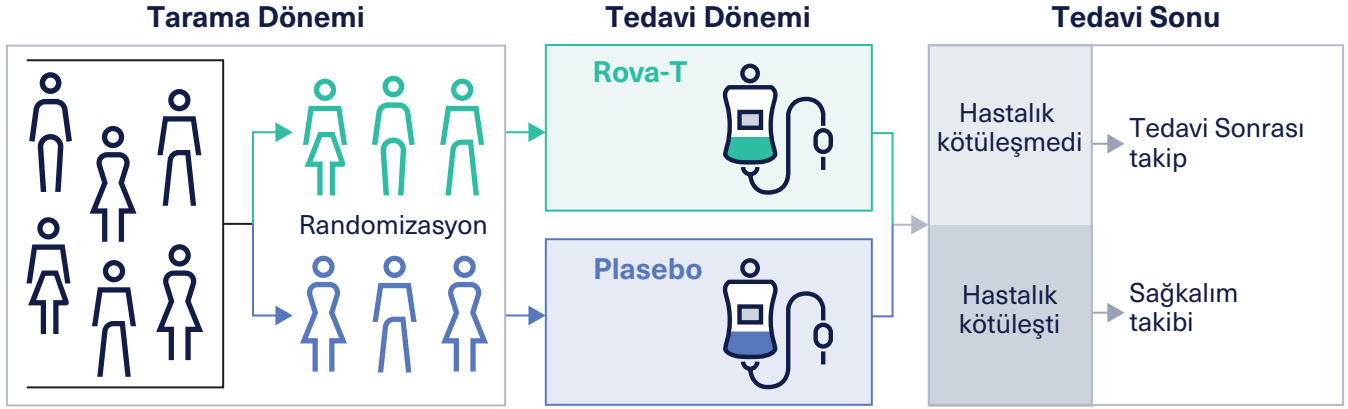 Tarama Dönemi
Tedavi Dönemi
Tedavi Sonu
Randomizasyon
Rova-T
Plasebo
Hastalık
kötüleşmedi
Tedavi Sonrası
takip
Hastalık
kötüleşti
Sağkalım
takibi